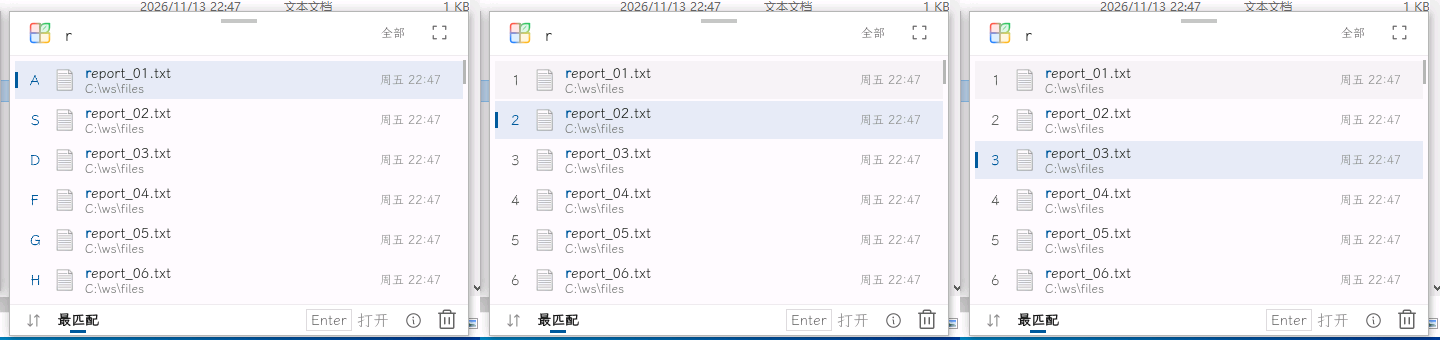 2026/11/13 22:47 文本文档 1 KB
r 全部
A report_01.txt 周五 22:47
C:\ws\files
S report_02.txt 周五 22:47
C:\ws\files
D report_03.txt 周五 22:47
C:\ws\files
F report_04.txt 周五 22:47
C:\ws\files
G report_05.txt 周五 22:47
C:\ws\files
H report_06.txt 周五 22:47
C:\ws\files
最匹配 Enter 打开
2026/11/13 22:47 文本文档 1 KB
r 全部
1 report_01.txt 周五 22:47
C:\ws\files
2 report_02.txt 周五 22:47
C:\ws\files
3 report_03.txt 周五 22:47
C:\ws\files
4 report_04.txt 周五 22:47
C:\ws\files
5 report_05.txt 周五 22:47
C:\ws\files
6 report_06.txt 周五 22:47
C:\ws\files
最匹配 Enter 打开
2026/11/13 22:47 文本文档 1 KB
r 全部
1 report_01.txt 周五 22:47
C:\ws\files
2 report_02.txt 周五 22:47
C:\ws\files
3 report_03.txt 周五 22:47
C:\ws\files
4 report_04.txt 周五 22:47
C:\ws\files
5 report_05.txt 周五 22:47
C:\ws\files
6 report_06.txt 周五 22:47
C:\ws\files
最匹配 Enter 打开